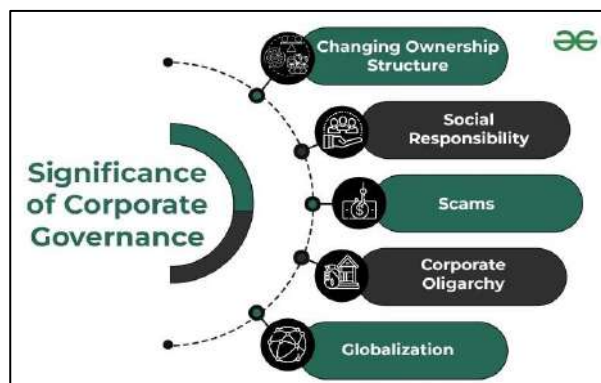 Significance
of Corporate
Governance
Changing Ownership
Structure
Social
Responsibility
Scams
Corporate
Oligarchy
Globalization